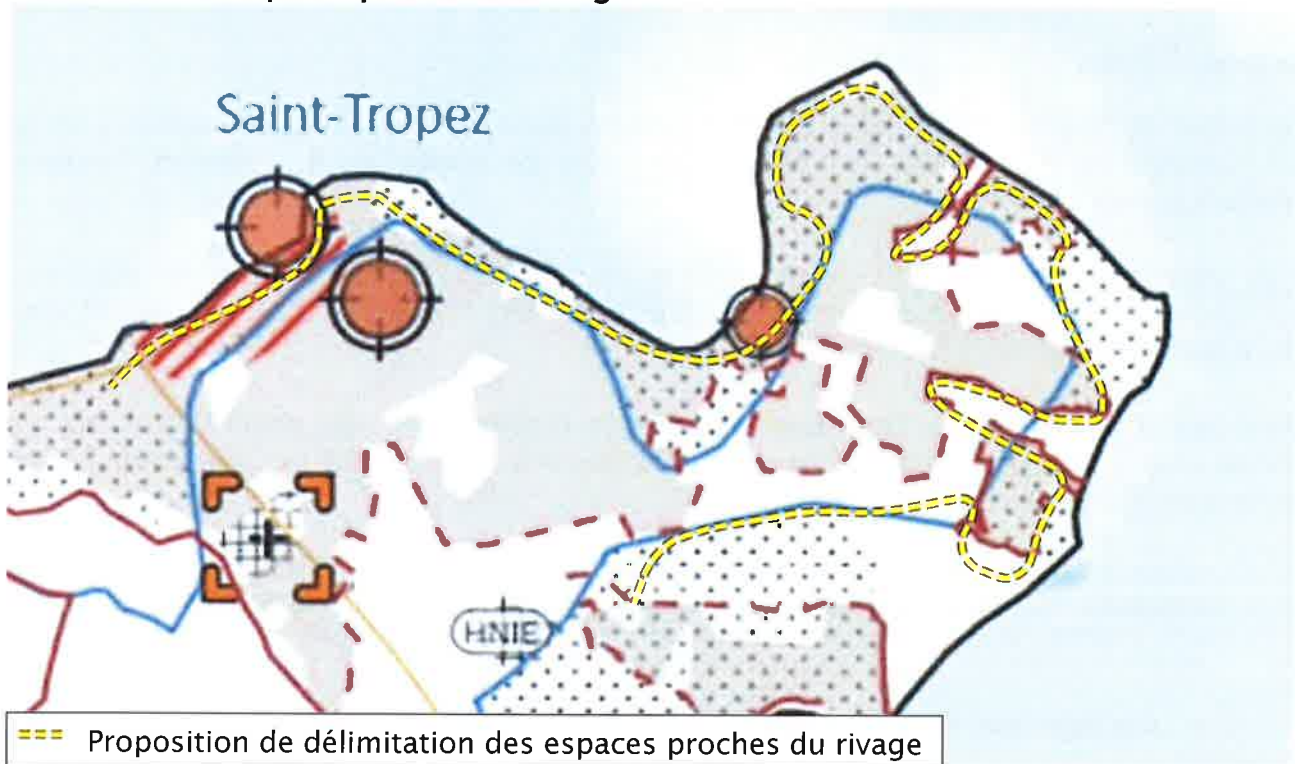 Saint-Tropez
HNIE
Proposition de délimitation des espaces proches du rivage